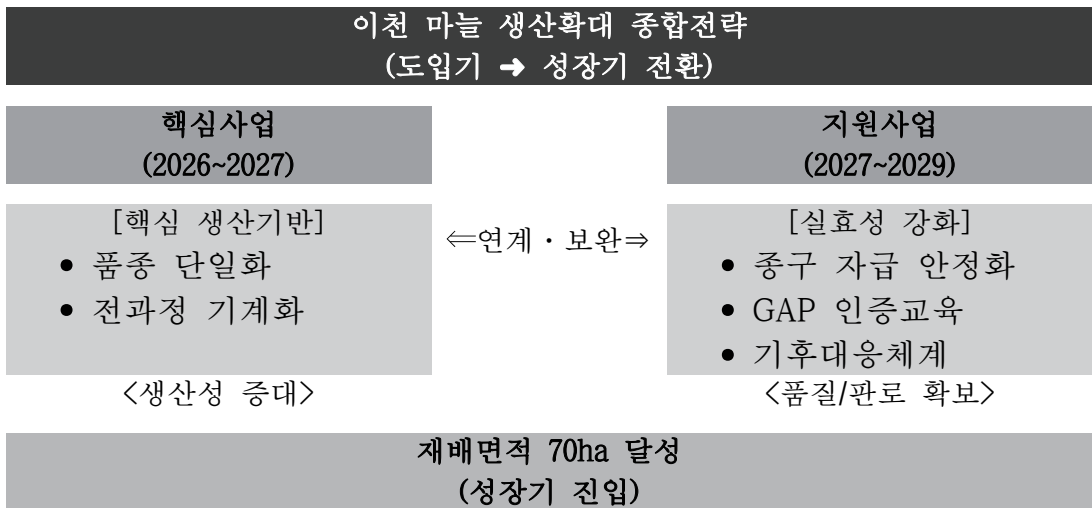 이천 마늘 생산확대 종합전략
(도입기 ➜ 성장기 전환)
핵심사업
(2026~2027)
[핵심 생산기반]
• 품종 단일화
• 전과정 기계화
<생산성 증대>
⇐연계・보완⇒
지원사업
(2027~2029)
[실효성 강화]
• 종구 자급 안정화
• GAP 인증교육
• 기후대응체계
<품질/판로 확보>
재배면적 70ha 달성
(성장기 진입)